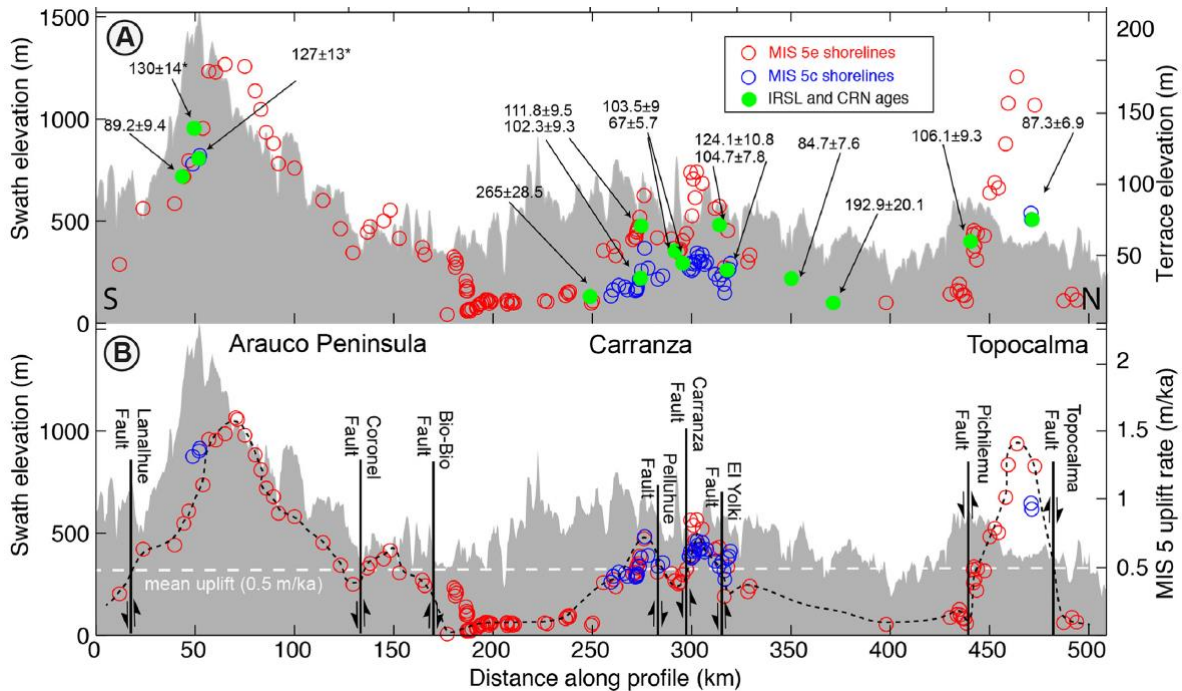 A
Swath elevation (m)
1500
1000
500
0
200
150
100
50
0
Terrace elevation (m)
MIS 5e shorelines
MIS 5c shorelines
IRSL and CRN ages
130±14*
127±13*
89.2±9.4
111.8±9.5
102.3±9.3
103.5±9
67±5.7
124.1±10.8
104.7±7.8
84.7±7.6
106.1±9.3
87.3±6.9
265±28.5
192.9±20.1
S
N
B
Arauco Peninsula
Carranza
Topocalma
Swath elevation (m)
1000
500
0
2
1.5
1
0.5
0
MIS 5 uplift rate (m/ka)
Lanalhue
Fault
Coronel
Fault
Bio-Bio
Fault
Pelluhue
Fault
Carranza
Fault
El Yolki
Fault
Pichilemu
Fault
Topocalma
Fault
mean uplift (0.5 m/ka)
0
50
100
150
200
250
300
350
400
450
500
Distance along profile (km)